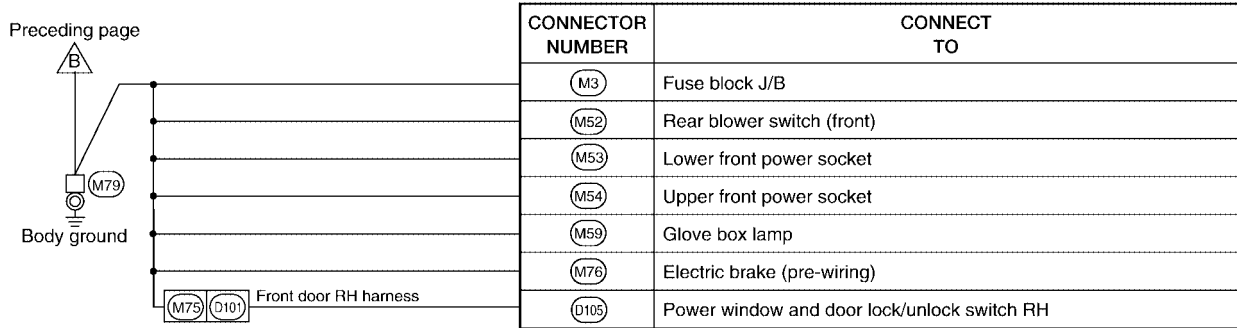 Preceding page
B
M79
Body ground
CONNECTOR NUMBER
CONNECT TO
M3 Fuse block J/B
M52 Rear blower switch (front)
M53 Lower front power socket
M54 Upper front power socket
M59 Glove box lamp
M76 Electric brake (pre-wiring)
M75 D101 Front door RH harness D105 Power window and door lock/unlock switch RH